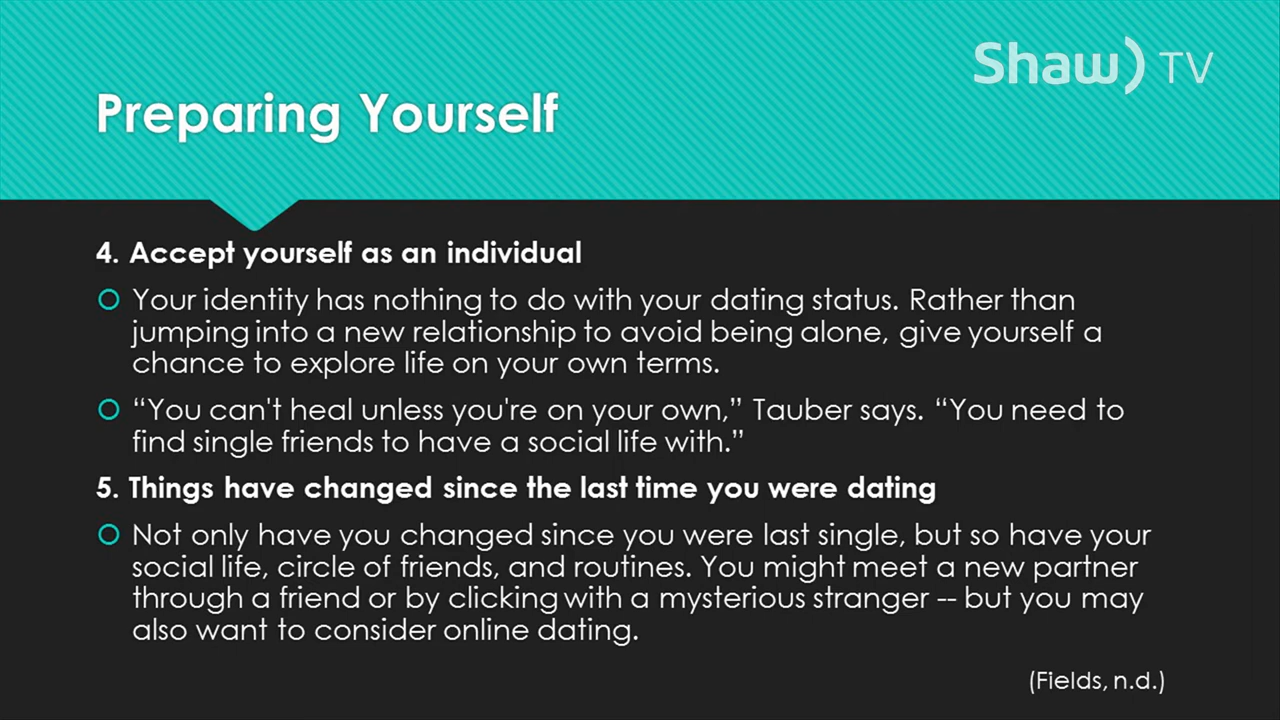 Shaw) TV
Preparing Yourself
4. Accept yourself as an individual
Your identity has nothing to do with your dating status. Rather than
jumping into a new relationship to avoid being alone, give yourself a
chance to explore life on your own terms.
“You can't heal unless you're on your own,” Tauber says. “You need to
find single friends to have a social life with.”
5. Things have changed since the last time you were dating
Not only have you changed since you were last single, but so have your
social life, circle of friends, and routines. You might meet a new partner
through a friend or by clicking with a mysterious stranger -- but you may
also want to consider online dating.
(Fields, n.d.)